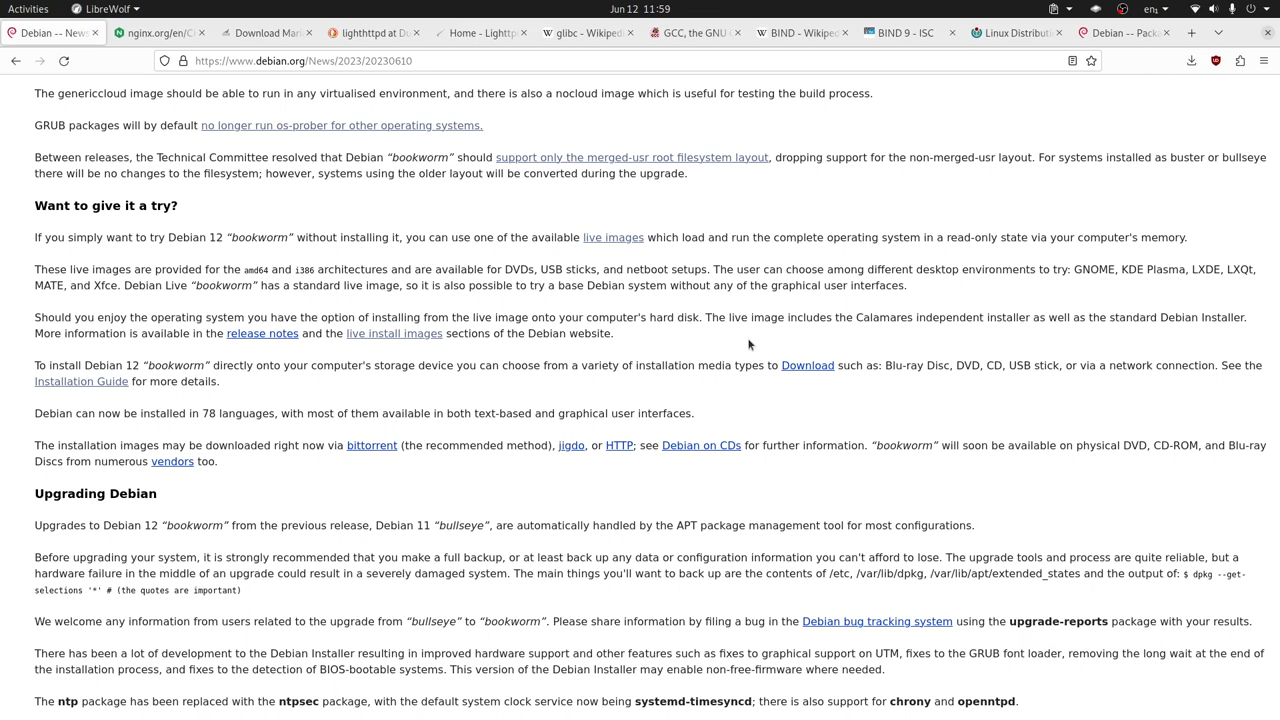 Activities LibreWolf Jun 12 11:59 en₁
Debian -- News nginx.org/en/C Download Mari lighthttpd at Du Home - Lighttp glibc - Wikiped GCC, the GNU C BIND - Wikipe BIND 9 - ISC Linux Distributi Debian -- Pack
https://www.debian.org/News/2023/20230610
The genericcloud image should be able to run in any virtualised environment, and there is also a nocloud image which is useful for testing the build process.
GRUB packages will by default no longer run os-prober for other operating systems.
Between releases, the Technical Committee resolved that Debian “bookworm” should support only the merged-usr root filesystem layout, dropping support for the non-merged-usr layout. For systems installed as buster or bullseye
there will be no changes to the filesystem; however, systems using the older layout will be converted during the upgrade.
Want to give it a try?
If you simply want to try Debian 12 “bookworm” without installing it, you can use one of the available live images which load and run the complete operating system in a read-only state via your computer's memory.
These live images are provided for the amd64 and i386 architectures and are available for DVDs, USB sticks, and netboot setups. The user can choose among different desktop environments to try: GNOME, KDE Plasma, LXDE, LXQt,
MATE, and Xfce. Debian Live “bookworm” has a standard live image, so it is also possible to try a base Debian system without any of the graphical user interfaces.
Should you enjoy the operating system you have the option of installing from the live image onto your computer's hard disk. The live image includes the Calamares independent installer as well as the standard Debian Installer.
More information is available in the release notes and the live install images sections of the Debian website.
To install Debian 12 “bookworm” directly onto your computer's storage device you can choose from a variety of installation media types to Download such as: Blu-ray Disc, DVD, CD, USB stick, or via a network connection. See the
Installation Guide for more details.
Debian can now be installed in 78 languages, with most of them available in both text-based and graphical user interfaces.
The installation images may be downloaded right now via bittorrent (the recommended method), jigdo, or HTTP; see Debian on CDs for further information. “bookworm” will soon be available on physical DVD, CD-ROM, and Blu-ray
Discs from numerous vendors too.
Upgrading Debian
Upgrades to Debian 12 “bookworm” from the previous release, Debian 11 “bullseye”, are automatically handled by the APT package management tool for most configurations.
Before upgrading your system, it is strongly recommended that you make a full backup, or at least back up any data or configuration information you can't afford to lose. The upgrade tools and process are quite reliable, but a
hardware failure in the middle of an upgrade could result in a severely damaged system. The main things you'll want to back up are the contents of /etc, /var/lib/dpkg, /var/lib/apt/extended_states and the output of: $ dpkg --get-
selections '*' # (the quotes are important)
We welcome any information from users related to the upgrade from “bullseye” to “bookworm”. Please share information by filing a bug in the Debian bug tracking system using the upgrade-reports package with your results.
There has been a lot of development to the Debian Installer resulting in improved hardware support and other features such as fixes to graphical support on UTM, fixes to the GRUB font loader, removing the long wait at the end of
the installation process, and fixes to the detection of BIOS-bootable systems. This version of the Debian Installer may enable non-free-firmware where needed.
The ntp package has been replaced with the ntpsec package, with the default system clock service now being systemd-timesyncd; there is also support for chrony and openntpd.